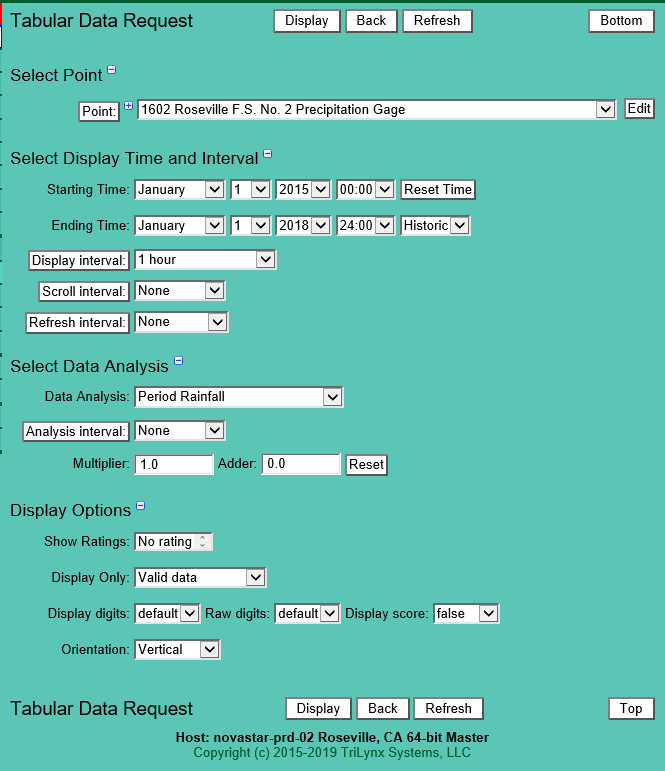 Tabular Data Request Display Back Refresh Bottom
Select Point
Point: 1602 Roseville F.S. No. 2 Precipitation Gage Edit
Select Display Time and Interval
Starting Time: January 1 2015 00:00 Reset Time
Ending Time: January 1 2018 24:00 Historic
Display interval: 1 hour
Scroll interval: None
Refresh interval: None
Select Data Analysis
Data Analysis: Period Rainfall
Analysis interval: None
Multiplier: 1.0 Adder: 0.0 Reset
Display Options
Show Ratings: No rating
Display Only: Valid data
Display digits: default Raw digits: default Display score: false
Orientation: Vertical
Tabular Data Request Display Back Refresh Top
Host: novastar-prd-02 Roseville, CA 64-bit Master
Copyright (c) 2015-2019 TriLynx Systems, LLC